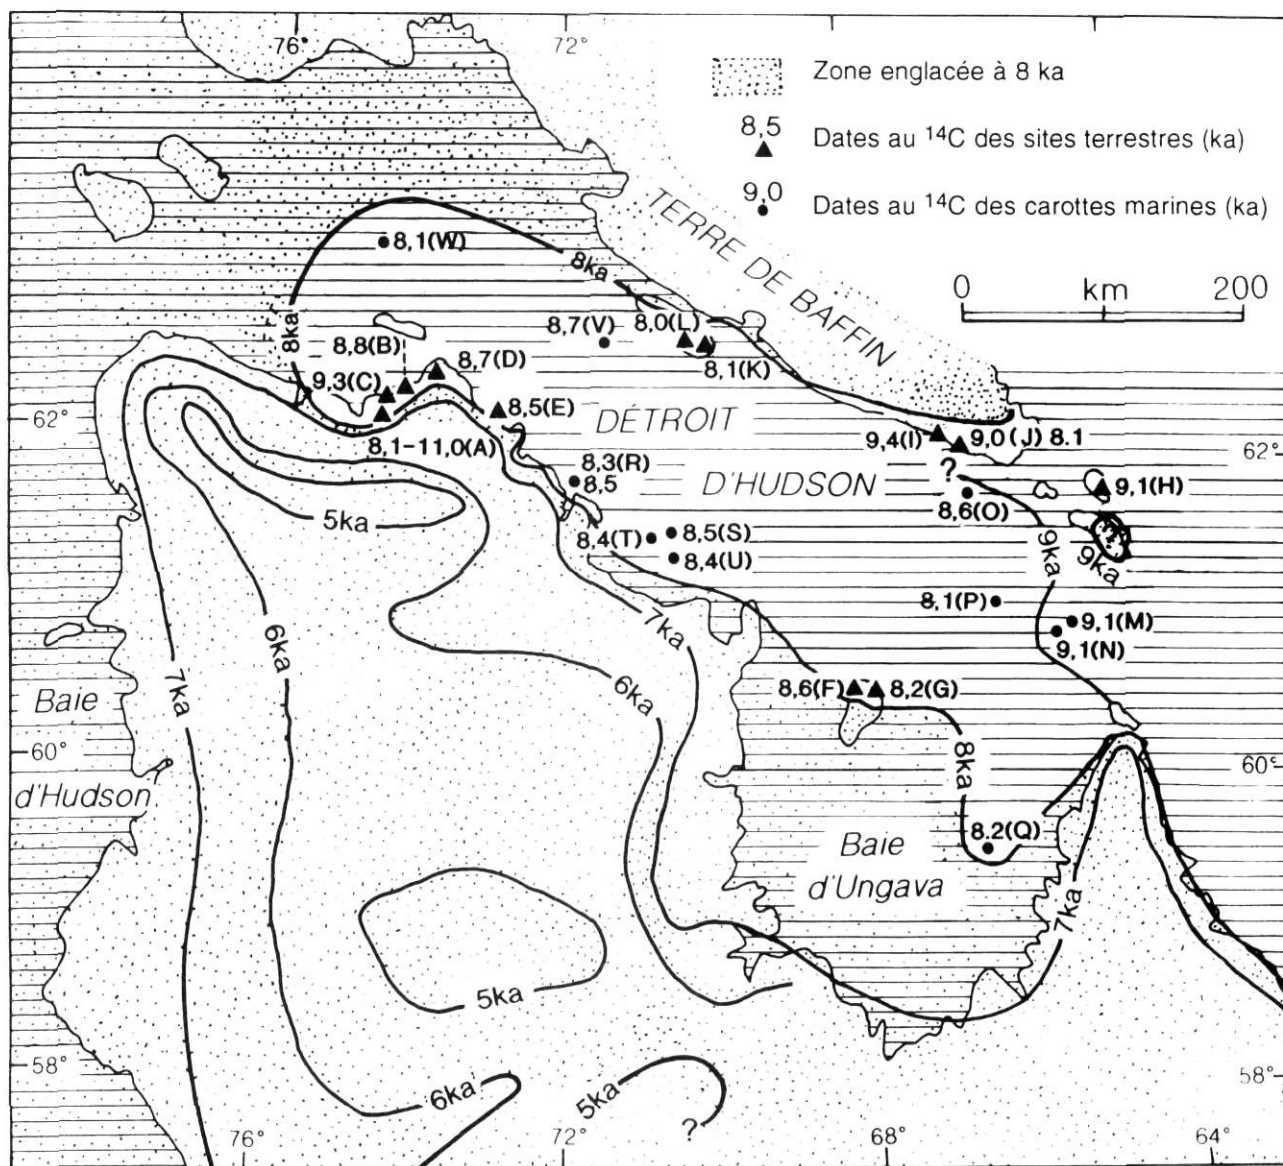 76°
72°
Zone englacée à 8 ka
8,5
Dates au ¹⁴C des sites terrestres (ka)
9,0
Dates au ¹⁴C des carottes marines (ka)
0 km 200
TERRE DE BAFFIN
8,1(W)
8ka
8ka
8,7(V)
8,0(L)
8,1(K)
8,8(B)
8,7(D)
9,3(C)
62°
8,5(E)
8,1-11,0(A)
DÉTROIT
D'HUDSON
9,4(I)
9,0(J) 8.1
62°
?
8,3(R)
8,5
8,6(O)
9,1(H)
5ka
8,4(T)
8,5(S)
8,4(U)
9ka
9ka
8,1(P)
9,1(M)
9,1(N)
7ka
6ka
7ka
6ka
8,6(F)
8,2(G)
Baie
d'Hudson
60°
8ka
60°
8.2(Q)
Baie
d'Ungava
7ka
5ka
58°
6ka
5ka
?
58°
76°
72°
68°
64°